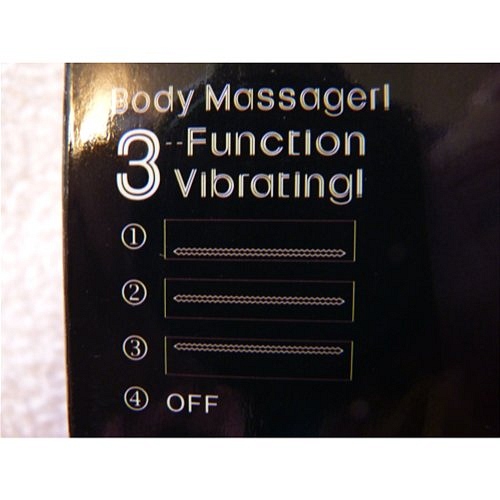 Body Massager!
3--Function
Vibrating!
①
②
③
④ OFF